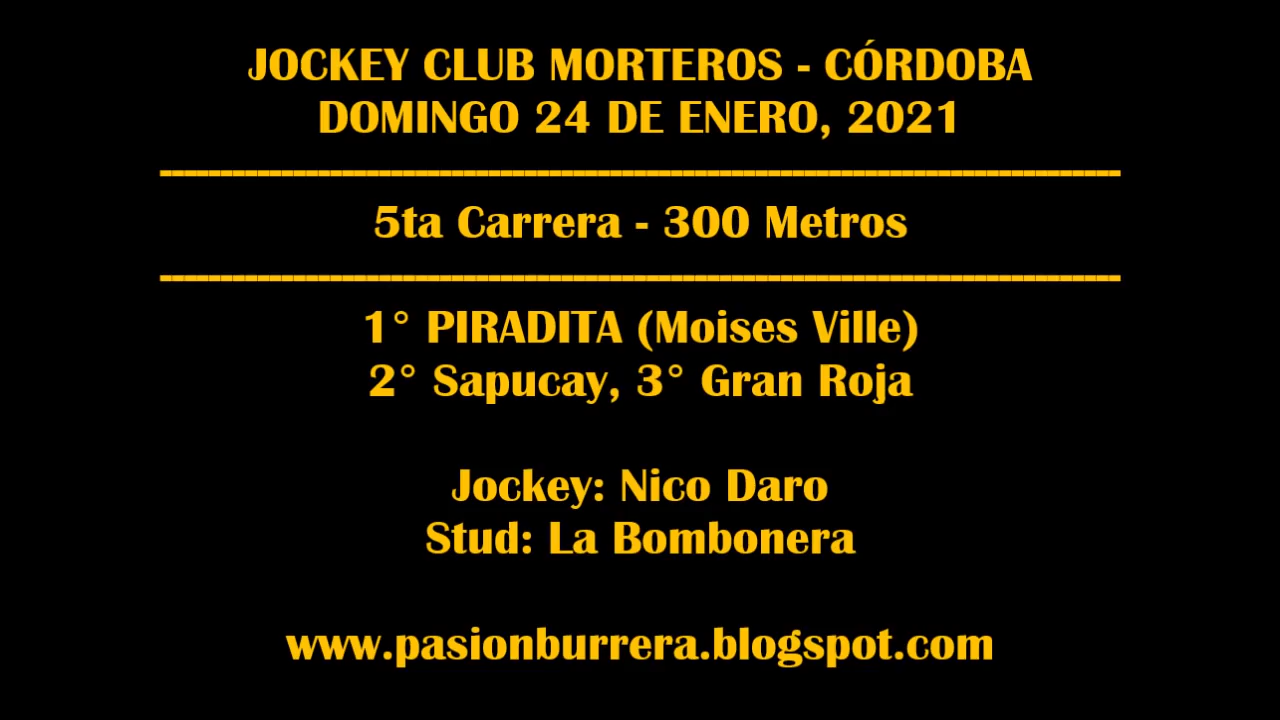 JOCKEY CLUB MORTEROS - CÓRDOBA
DOMINGO 24 DE ENERO, 2021
5ta Carrera - 300 Metros
1° PIRADITA (Moises Ville)
2° Sapucay, 3° Gran Roja
Jockey: Nico Daro
Stud: La Bombonera
www.pasionburrera.blogspot.com